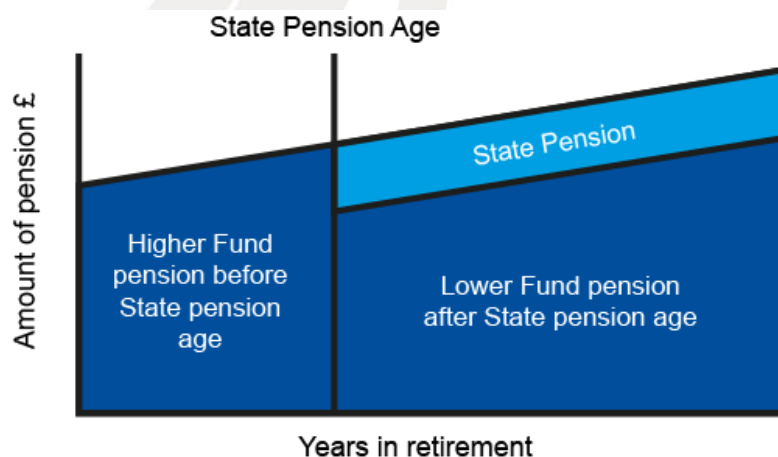 State Pension Age
Amount of pension £
State Pension
Higher Fund
pension before
State pension
age
Lower Fund pension
after State pension age
Years in retirement